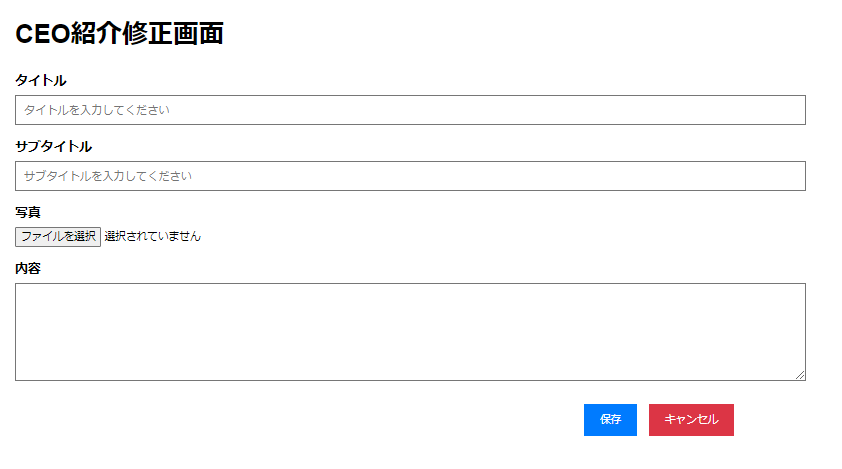 CEO紹介修正画面
タイトル
タイトルを入力してください
サブタイトル
サブタイトルを入力してください
写真
ファイルを選択 選択されていません
内容
保存 キャンセル